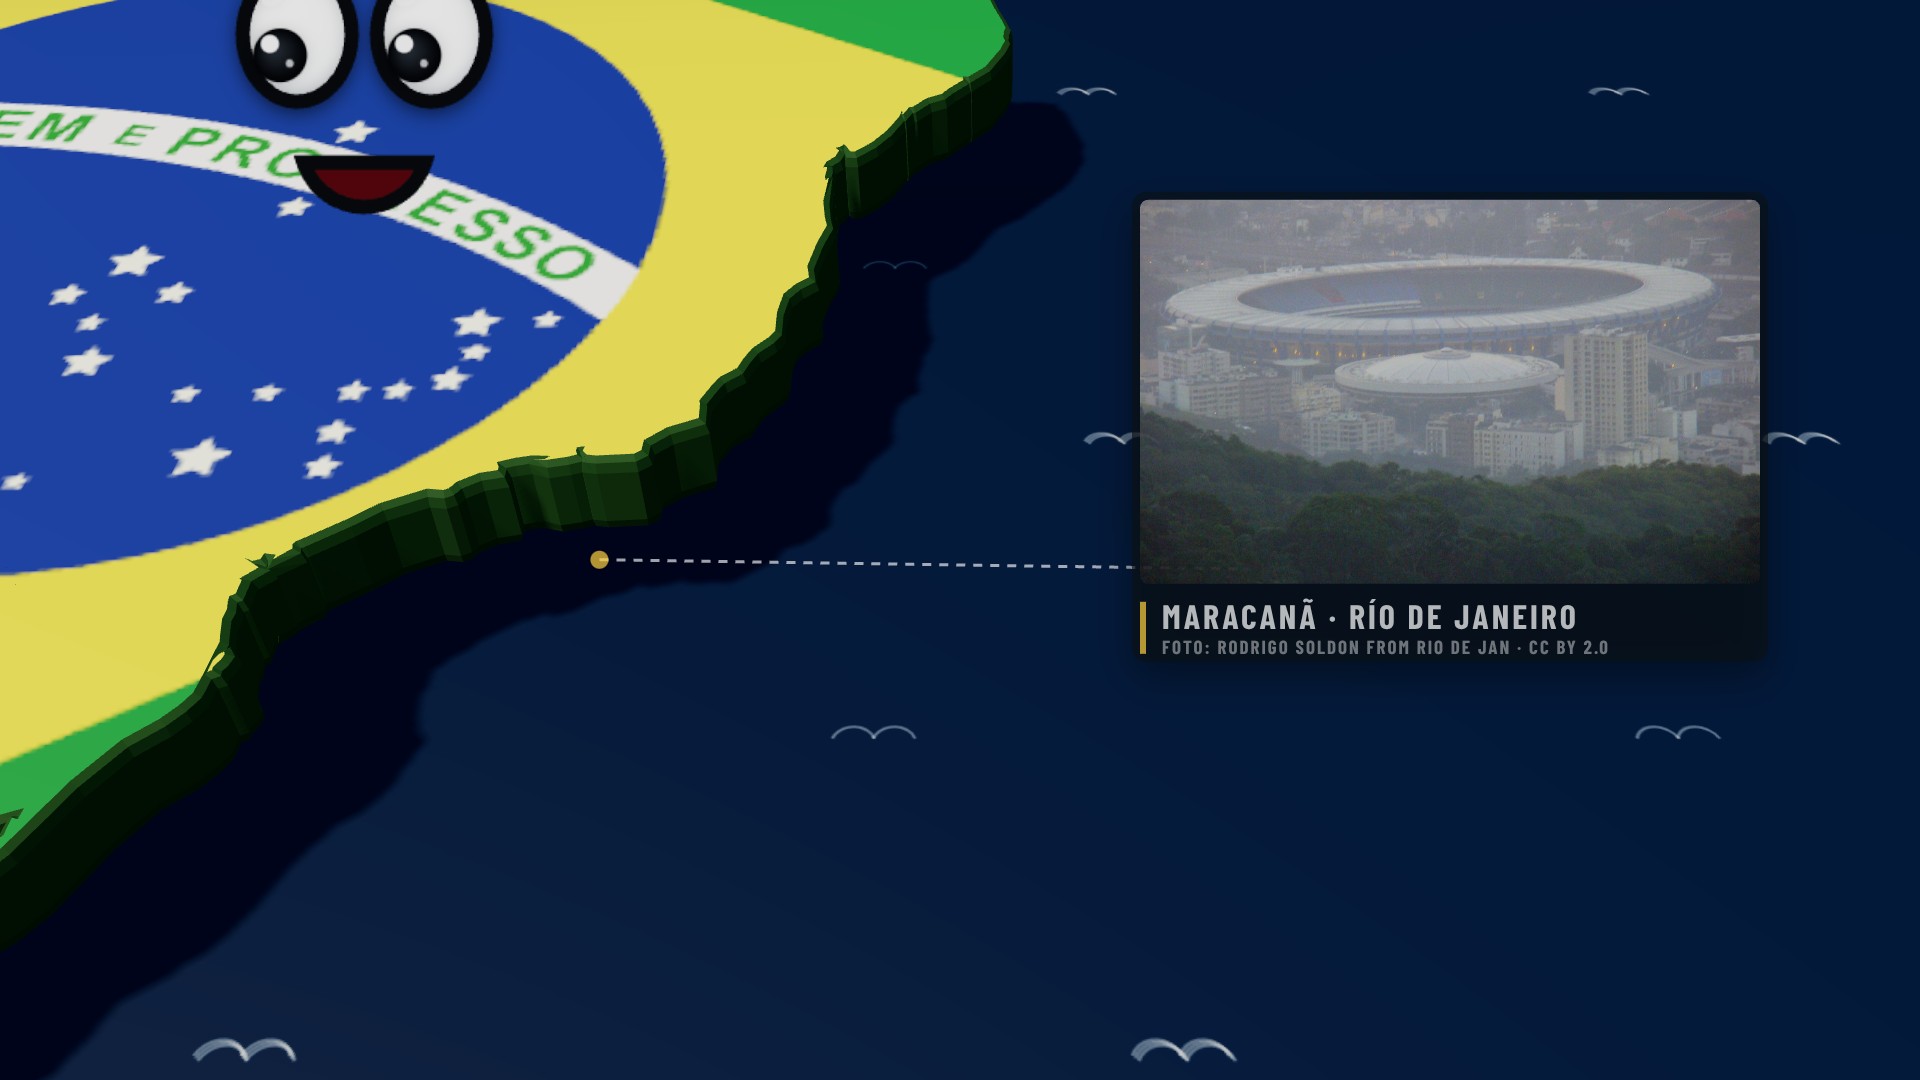 EM E PRO ESSO
MARACANÃ · RÍO DE JANEIRO
FOTO: RODRIGO SOLDON FROM RIO DE JAN · CC BY 2.0